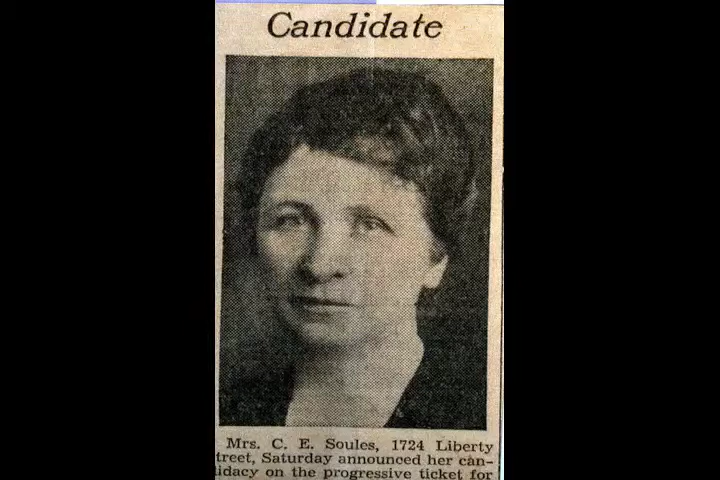 Candidate
Mrs. C. E. Soules, 1724 Liberty
treet, Saturday announced her can-
idacy on the progressive ticket for